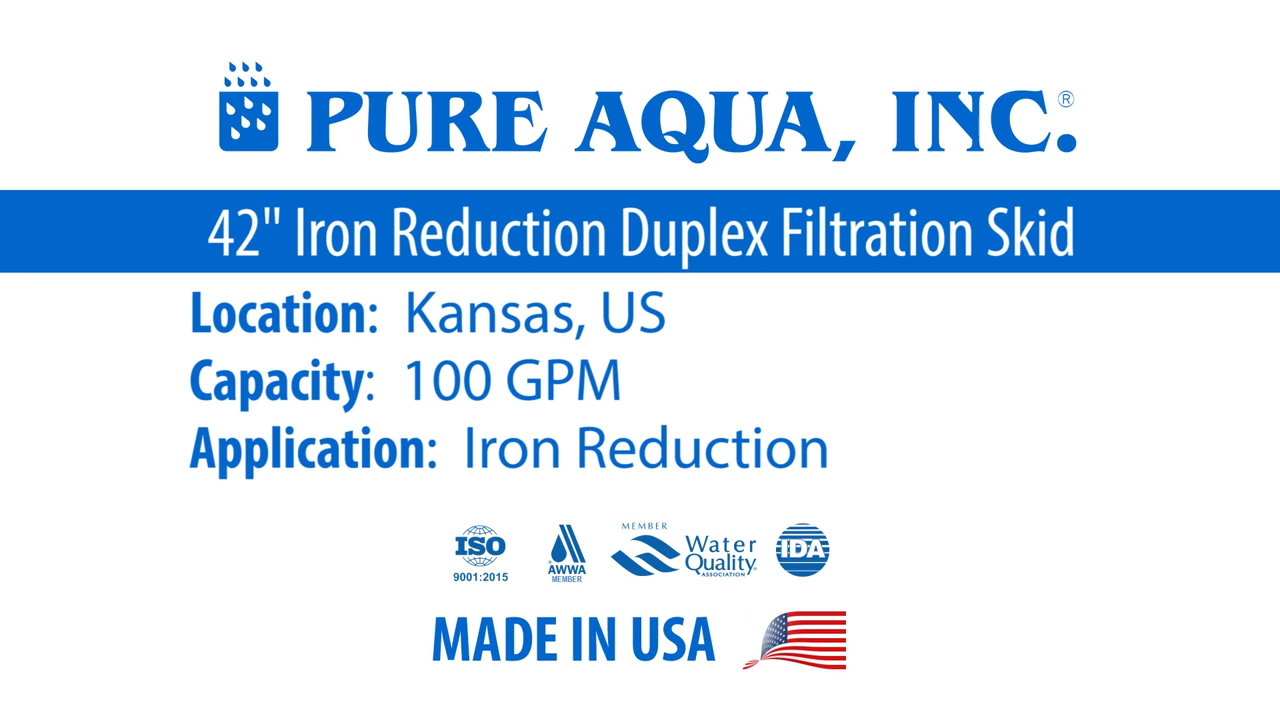 PURE AQUA, INC.®
42" Iron Reduction Duplex Filtration Skid
Location: Kansas, US
Capacity: 100 GPM
Application: Iron Reduction
ISO
9001:2015
AWWA
MEMBER
MEMBER
Water
Quality
ASSOCIATION
IDA
MADE IN USA